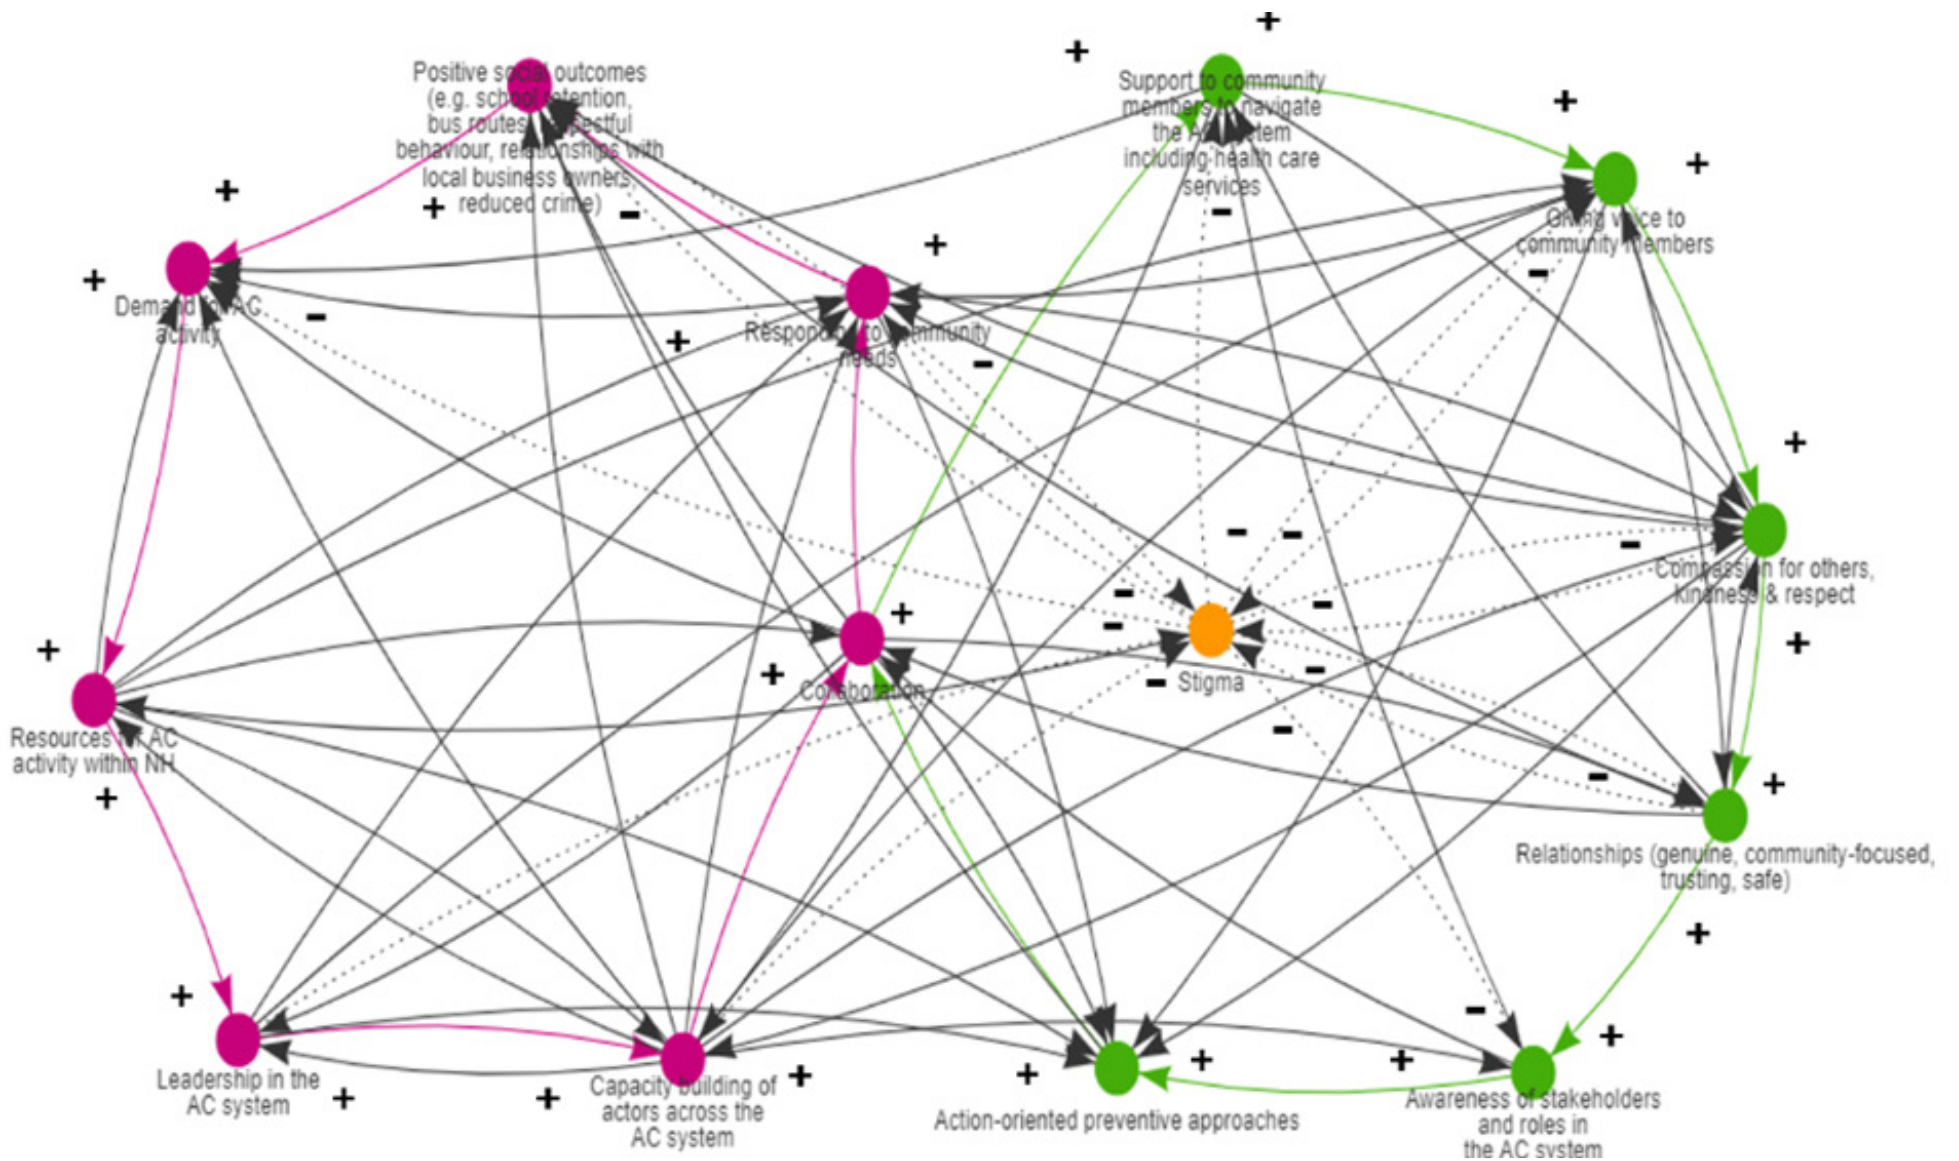 Positive social outcomes
(e.g. school retention,
bus routes, respestful
behaviour, relationships with
local business owners,
reduced crime)
Support to community
members to navigate
the AC system
including health care
services
Giving voice to
community members
Demand for AC
activity
Responding to community
needs
Compassion for others,
kindness & respect
Collaboration
Stigma
Resources for AC
activity within NH
Relationships (genuine, community-focused,
trusting, safe)
Leadership in the
AC system
Capacity building of
actors across the
AC system
Action-oriented preventive approaches
Awareness of stakeholders
and roles in
the AC system